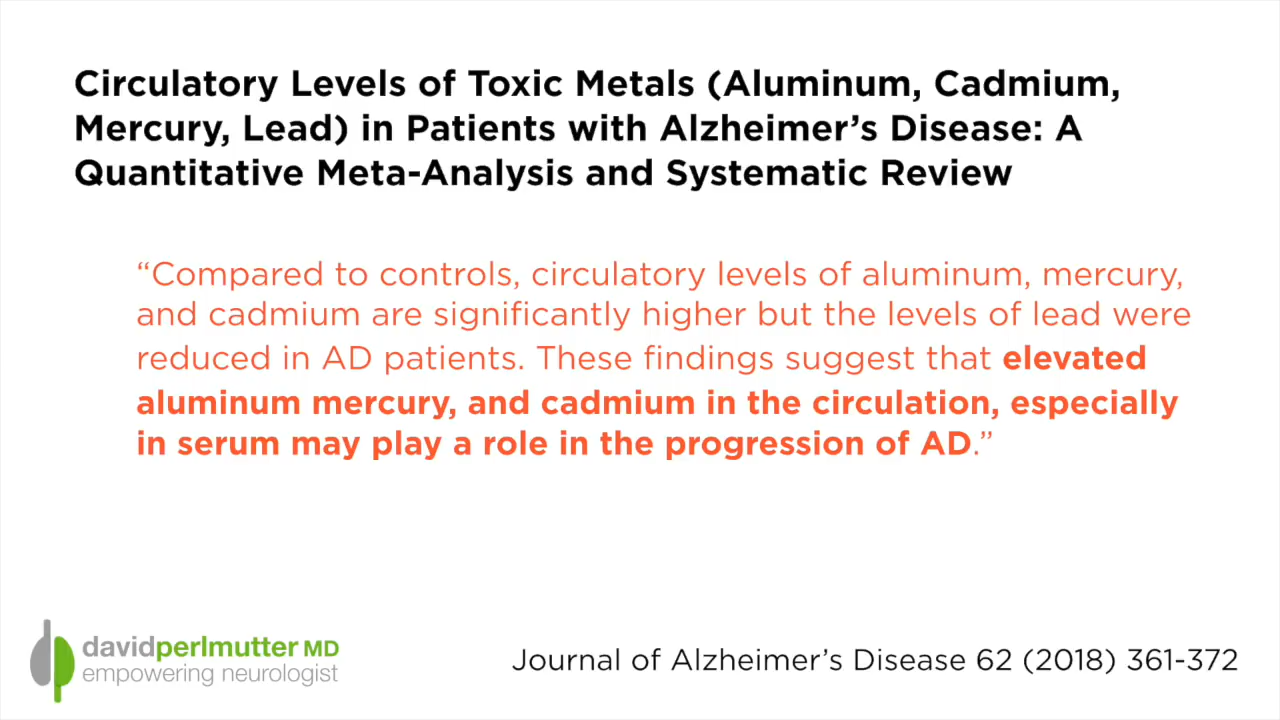 Circulatory Levels of Toxic Metals (Aluminum, Cadmium,
Mercury, Lead) in Patients with Alzheimer’s Disease: A
Quantitative Meta-Analysis and Systematic Review
“Compared to controls, circulatory levels of aluminum, mercury,
and cadmium are significantly higher but the levels of lead were
reduced in AD patients. These findings suggest that elevated
aluminum mercury, and cadmium in the circulation, especially
in serum may play a role in the progression of AD.”
davidperlmutter MD
empowering neurologist
Journal of Alzheimer’s Disease 62 (2018) 361-372